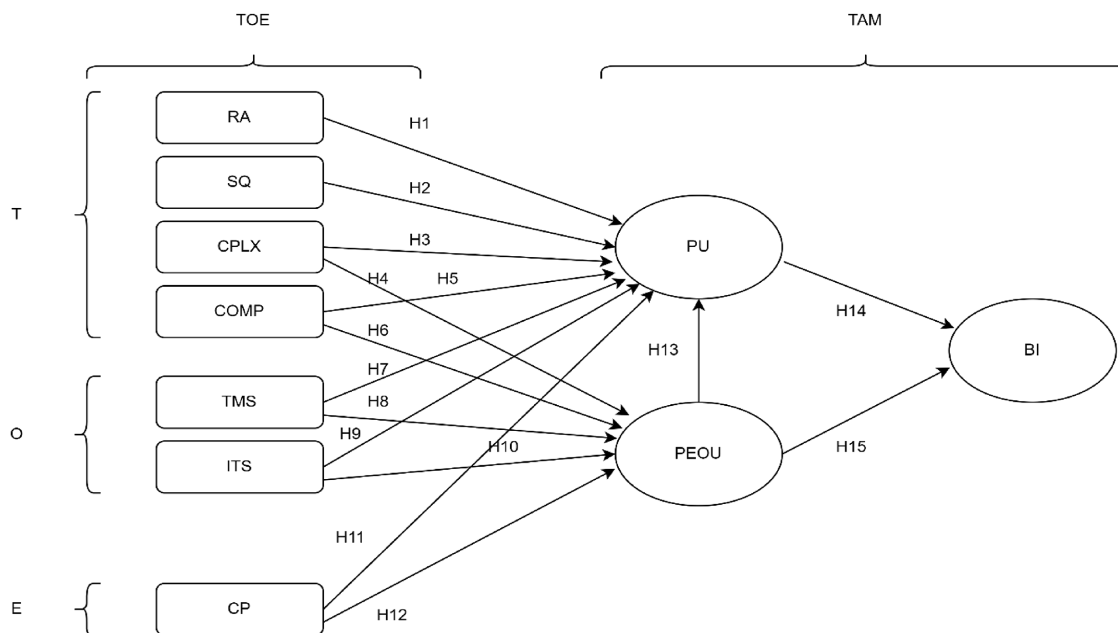 TOE
TAM
RA
H1
SQ
H2
T
PU
CPLX
H3
H4
H5
COMP
H14
H6
H13
BI
H7
TMS
H8
O
H9
H10
ITS
PEOU
H15
H11
E
CP
H12